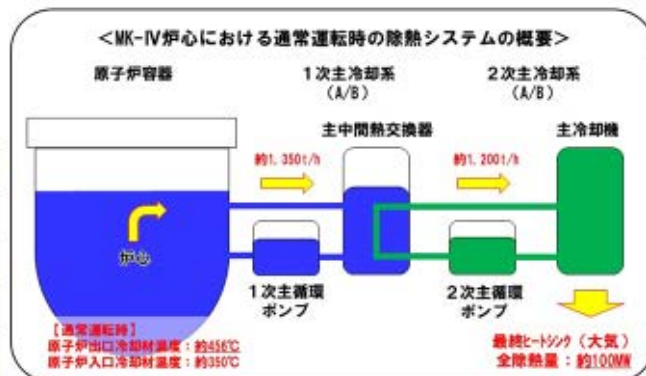 <MK-Ⅳ炉心における通常運転時の除熱システムの概要>
原子炉容器
1次主冷却系
(A/B)
2次主冷却系
(A/B)
主中間熱交換器
主冷却機
約1,350t/h
約1,200t/h
炉心
1次主循環
ポンプ
2次主循環
ポンプ
【通常運転時】
原子炉出口冷却材温度：約456℃
原子炉入口冷却材温度：約350℃
最終ヒートシンク（大気）
全除熱量：約100MW